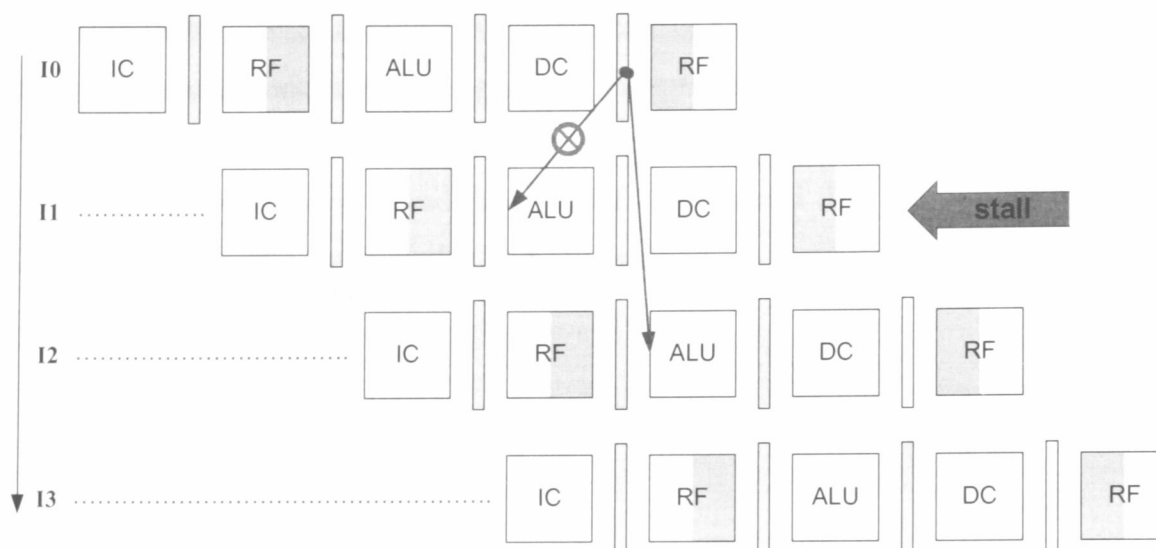 I0 IC RF ALU DC RF
I1 IC RF ALU DC RF stall
I2 IC RF ALU DC RF
I3 IC RF ALU DC RF